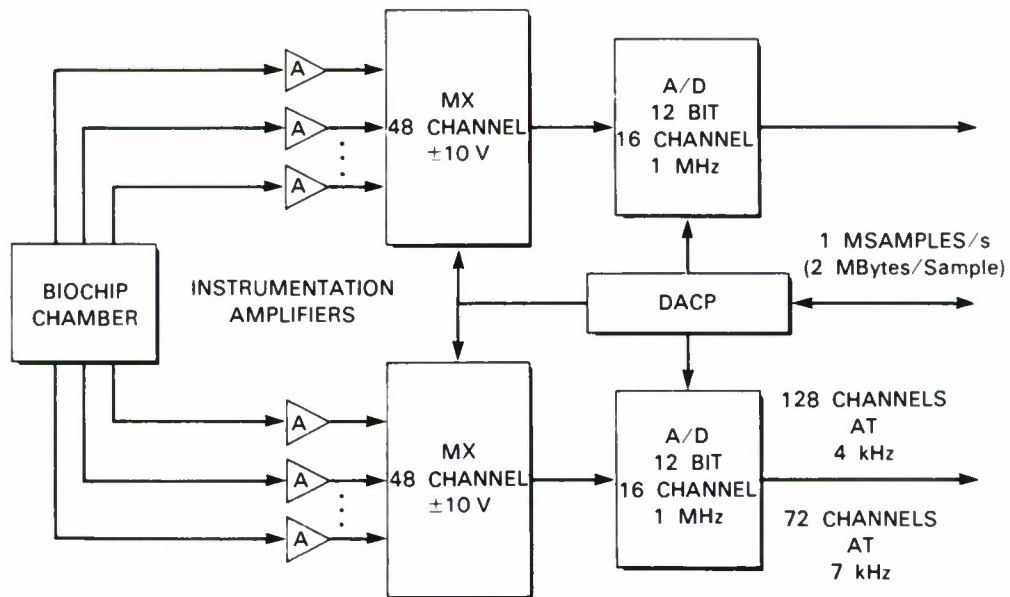 A
A
A
MX
48 CHANNEL
±10 V
A/D
12 BIT
16 CHANNEL
1 MHz
BIOCHIP
CHAMBER
INSTRUMENTATION
AMPLIFIERS
DACP
1 MSAMPLES/s
(2 MBytes/Sample)
A
A
A
MX
48 CHANNEL
±10 V
A/D
12 BIT
16 CHANNEL
1 MHz
128 CHANNELS
AT
4 kHz
72 CHANNELS
AT
7 kHz